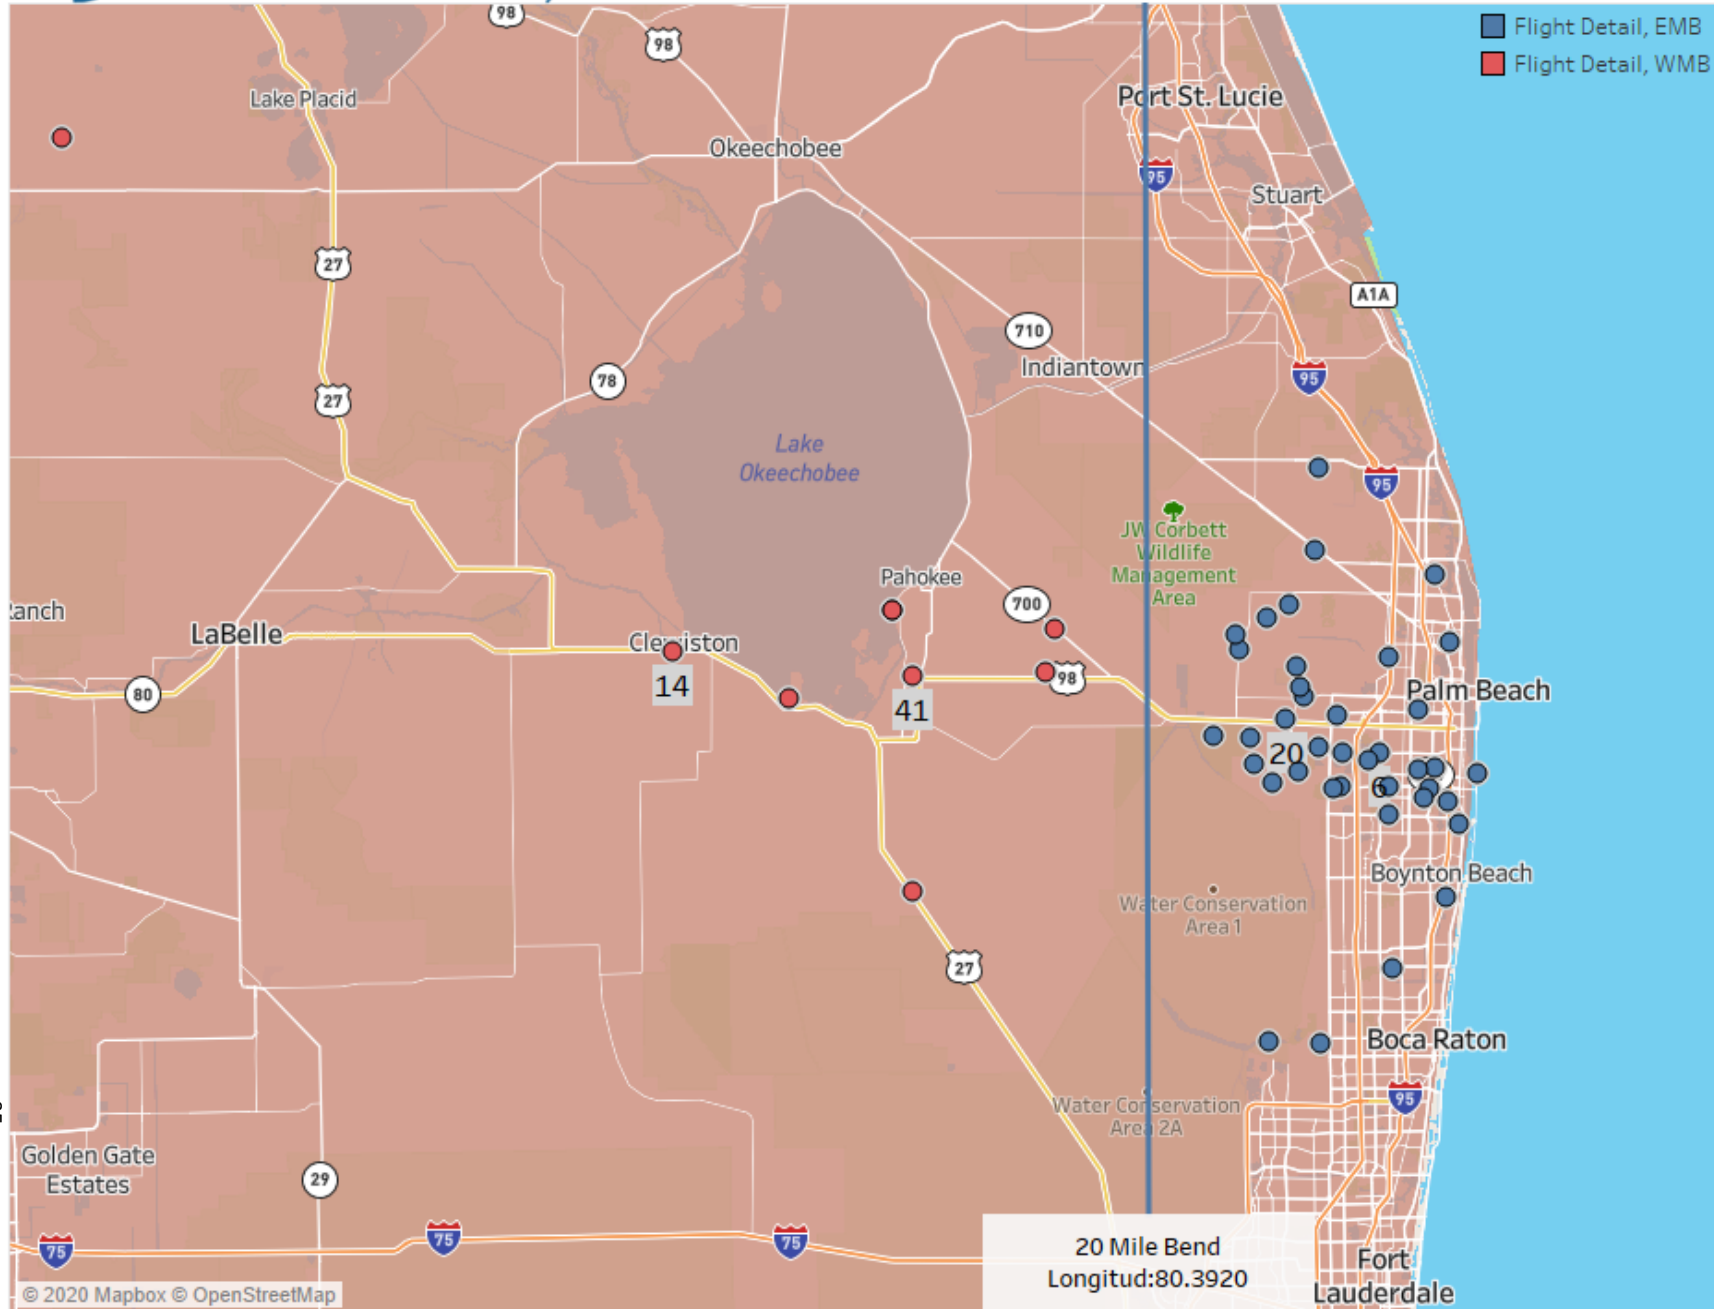 98
98
Flight Detail, EMB
Flight Detail, WMB
Lake Placid
Port St. Lucie
Okeechobee
95
Stuart
27
A1A
710
Indiantown
95
78
27
Lake
Okeechobee
95
JW Corbett
Wildlife
Management
Area
Pahokee
700
Ranch
LaBelle
Clewiston
14
98
80
41
Palm Beach
20
6
Boynton Beach
Water Conservation
Area 1
27
Boca Raton
95
Water Conservation
Area 2A
Golden Gate
Estates
29
75
75
75
20 Mile Bend
Longitud:80.3920
Fort
Lauderdale
© 2020 Mapbox © OpenStreetMap